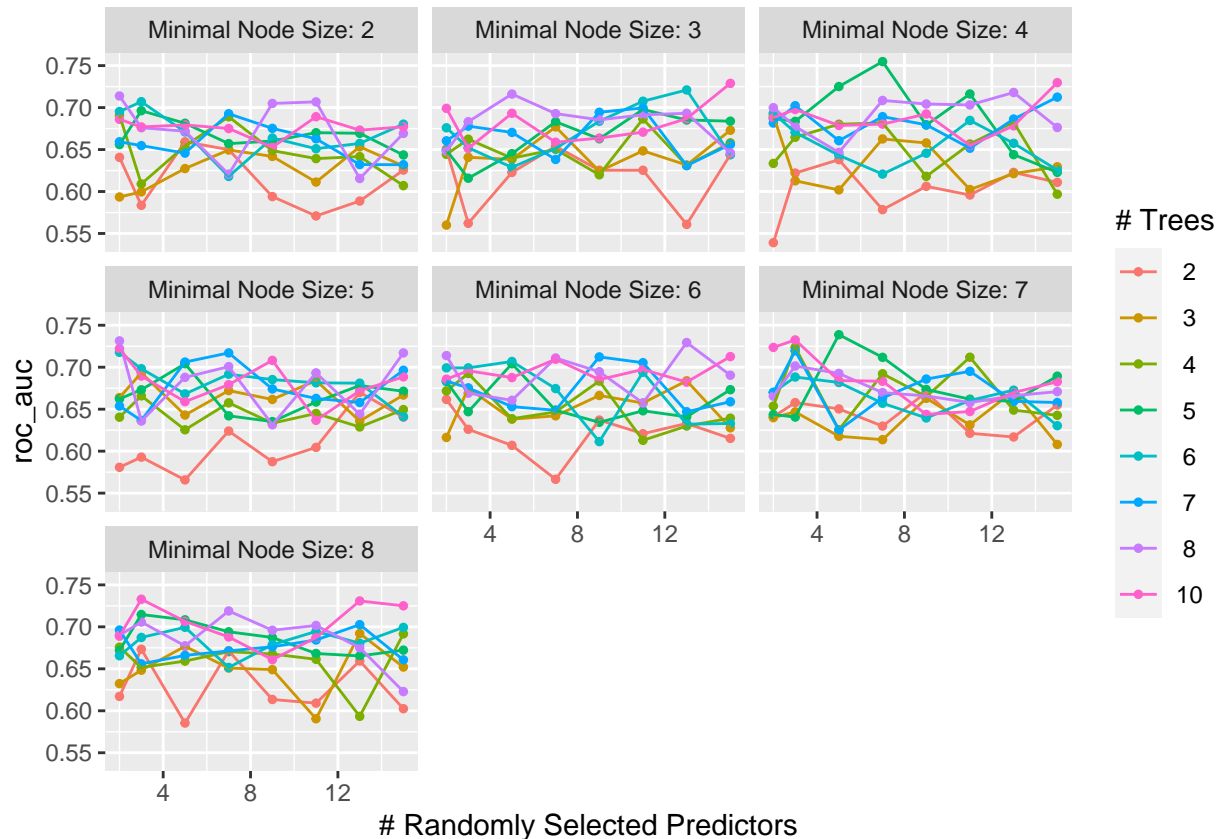 Minimal Node Size: 2
Minimal Node Size: 3
Minimal Node Size: 4
0.75
0.70
0.65
0.60
0.55
Minimal Node Size: 5
Minimal Node Size: 6
Minimal Node Size: 7
0.75
0.70
0.65
0.60
0.55
4 8 12
4 8 12
Minimal Node Size: 8
0.75
0.70
0.65
0.60
0.55
4 8 12
roc_auc
# Randomly Selected Predictors
# Trees
2
3
4
5
6
7
8
10